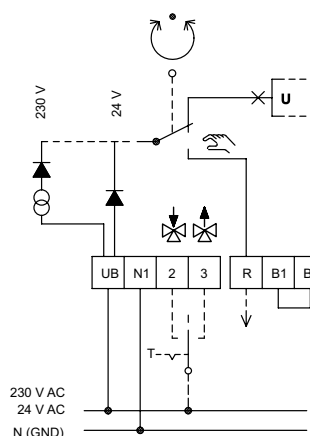 230 V
24 V
U
UB N1 2 3 R B1 B
T
230 V AC
24 V AC
N (GND)